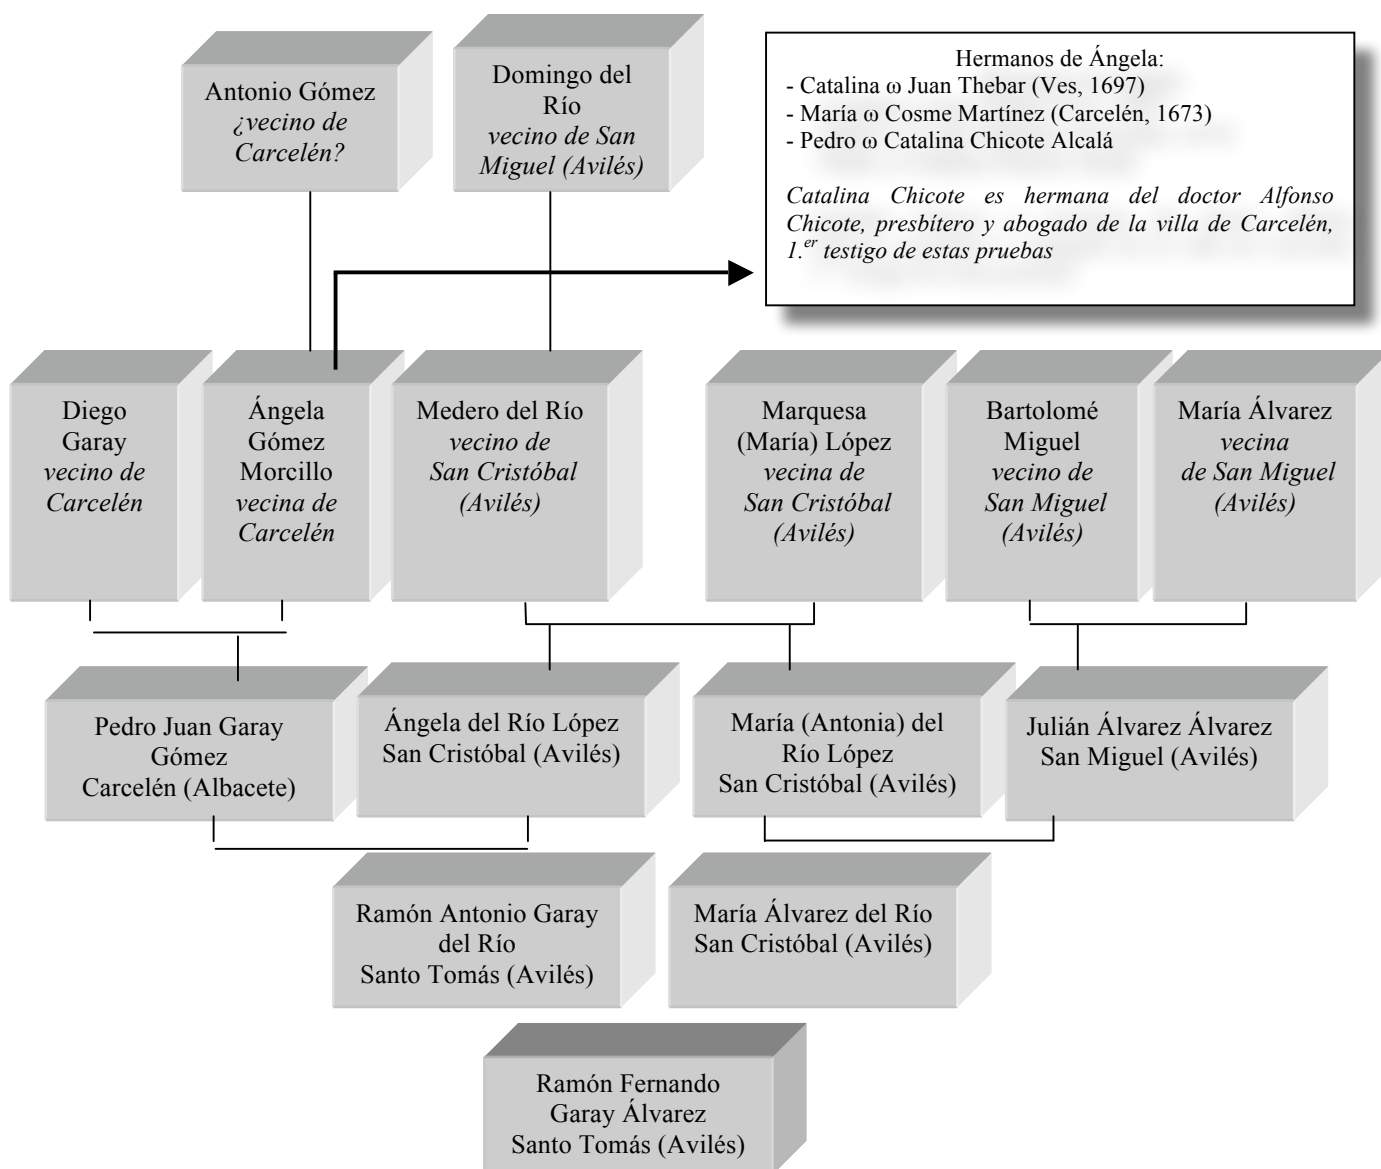 Antonio Gómez
¿vecino de
Carcelén?
Domingo del
Río
vecino de San
Miguel (Avilés)
Hermanos de Ángela:
- Catalina ω Juan Thebar (Ves, 1697)
- María ω Cosme Martínez (Carcelén, 1673)
- Pedro ω Catalina Chicote Alcalá
Catalina Chicote es hermana del doctor Alfonso
Chicote, presbítero y abogado de la villa de Carcelén,
1.er testigo de estas pruebas
Diego
Garay
vecino de
Carcelén
Ángela
Gómez
Morcillo
vecina de
Carcelén
Medero del Río
vecino de
San Cristóbal
(Avilés)
Marquesa
(María) López
vecina de
San Cristóbal
(Avilés)
Bartolomé
Miguel
vecino de
San Miguel
(Avilés)
María Álvarez
vecina
de San Miguel
(Avilés)
Pedro Juan Garay
Gómez
Carcelén (Albacete)
Ángela del Río López
San Cristóbal (Avilés)
María (Antonia) del
Río López
San Cristóbal (Avilés)
Julián Álvarez Álvarez
San Miguel (Avilés)
Ramón Antonio Garay
del Río
Santo Tomás (Avilés)
María Álvarez del Río
San Cristóbal (Avilés)
Ramón Fernando
Garay Álvarez
Santo Tomás (Avilés)